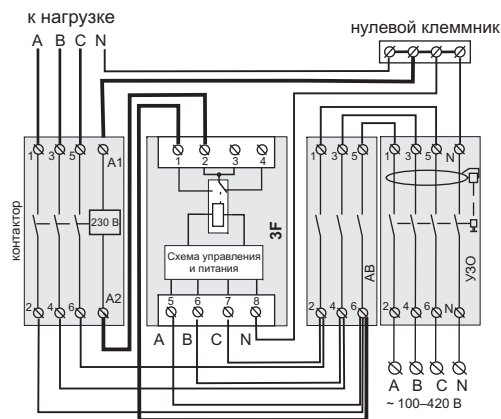 к нагрузке
A B C N
нулевой клеммник
1 3 5 A1
контактор
230 В
2 4 6 A2
1 2 3 4
3F
Схема управления
и питания
5 6 7 8
A B C N
1 3 5
АВ
2 4 6
1 3 5 N
УЗО
2 4 6 N
A B C N
~ 100–420 В